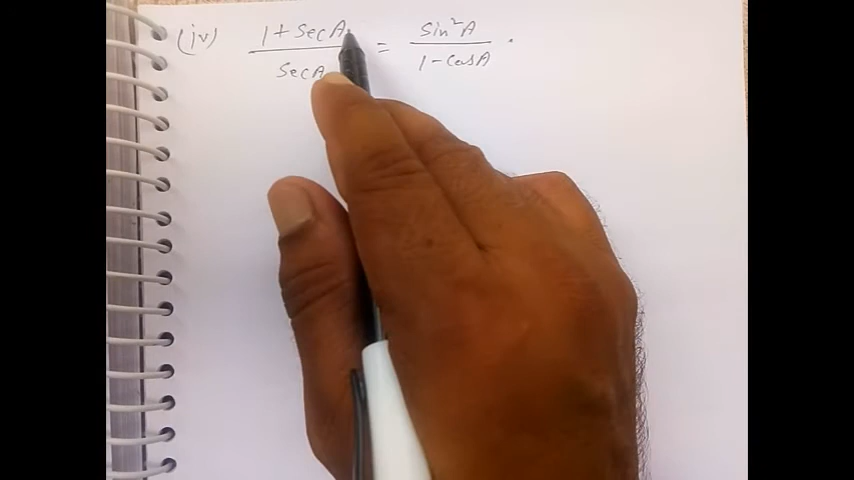 (iv) 1 + SecA / SecA = Sin²A / 1 - CosA .